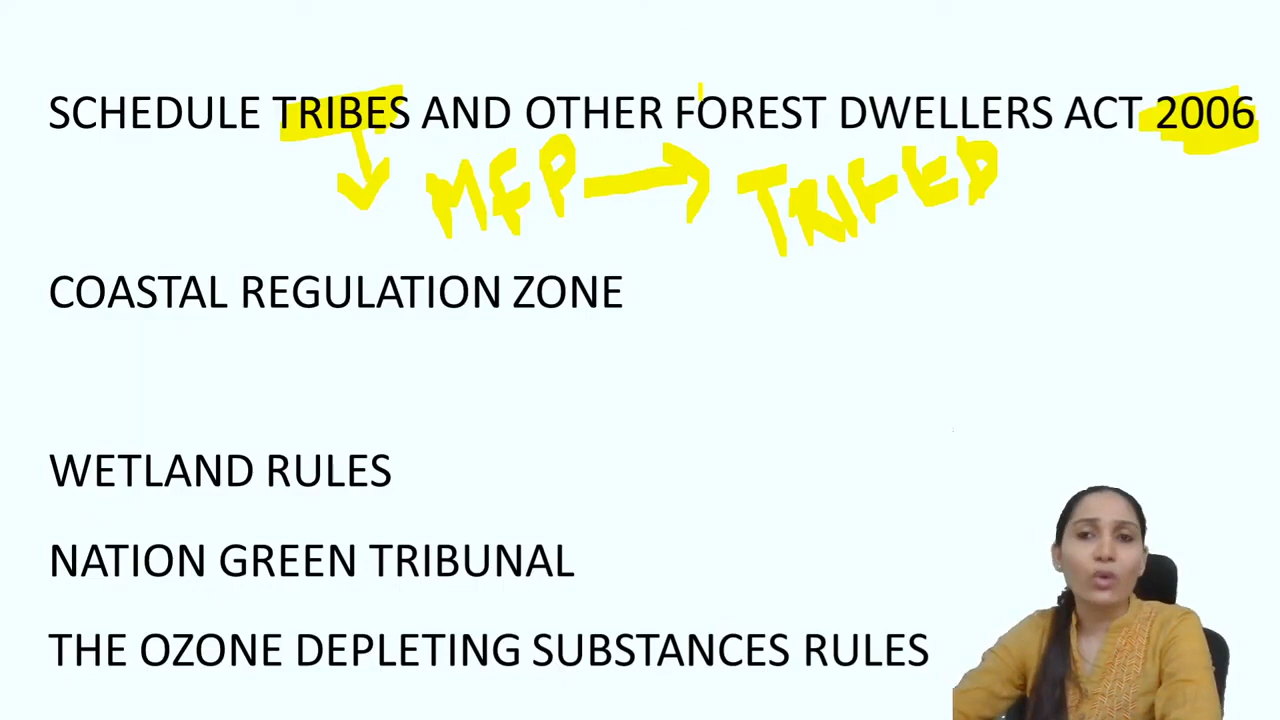 SCHEDULE TRIBES AND OTHER FOREST DWELLERS ACT 2006
MFP → TRIFED
COASTAL REGULATION ZONE
WETLAND RULES
NATION GREEN TRIBUNAL
THE OZONE DEPLETING SUBSTANCES RULES